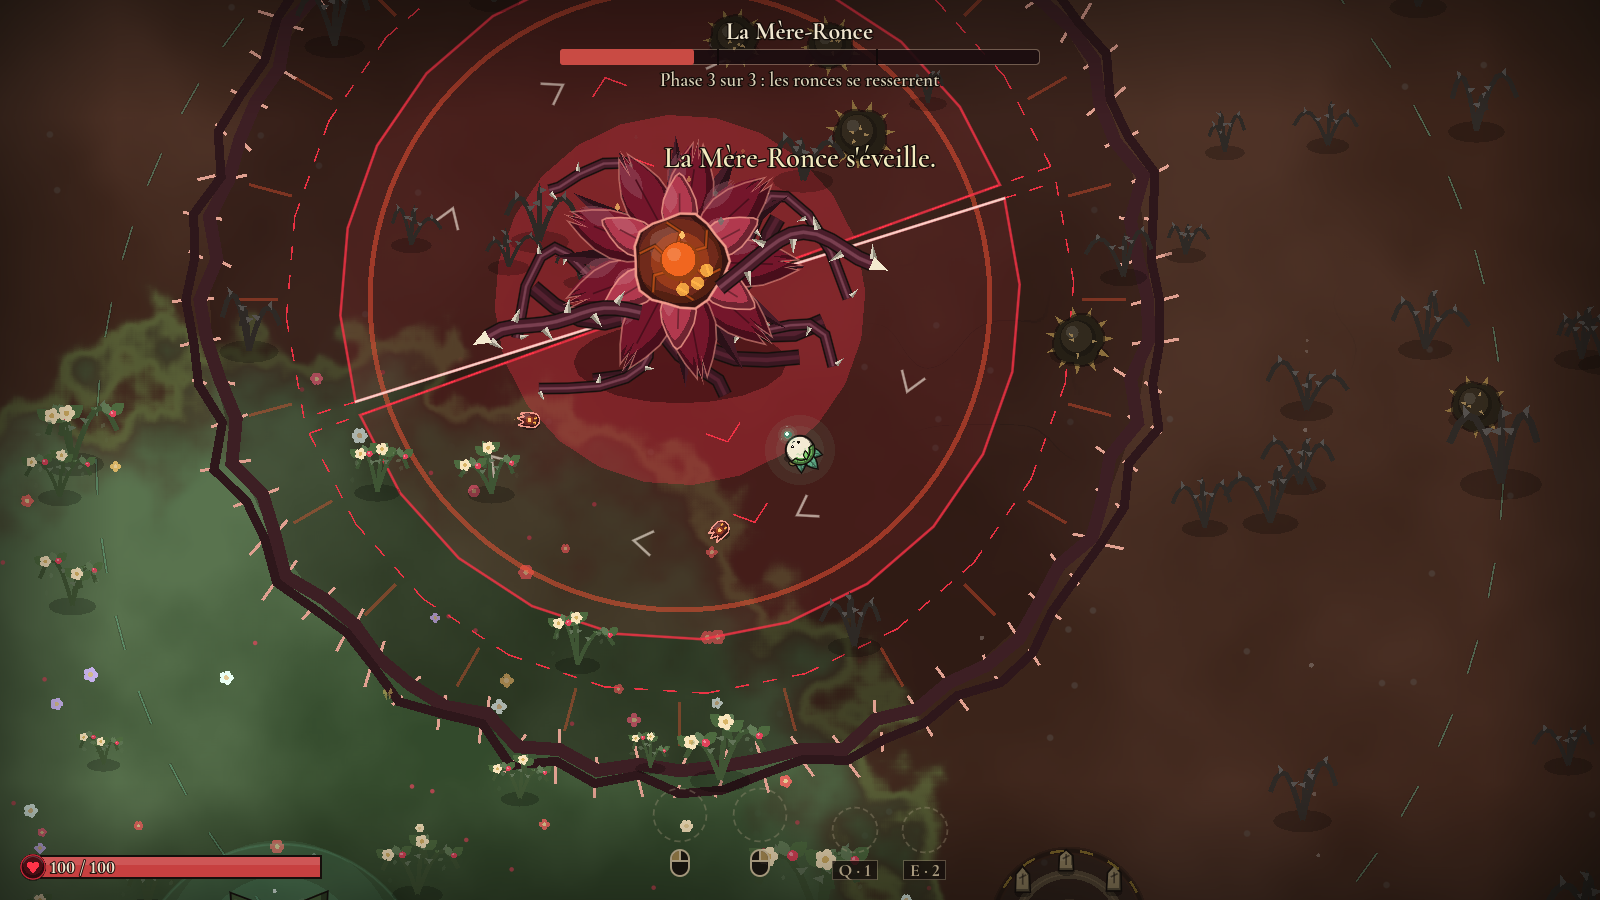 La Mère-Ronce
Phase 3 sur 3 : les ronces se resserrent
La Mère-Ronce s'éveille.
100 / 100
Q · 1
E · 2